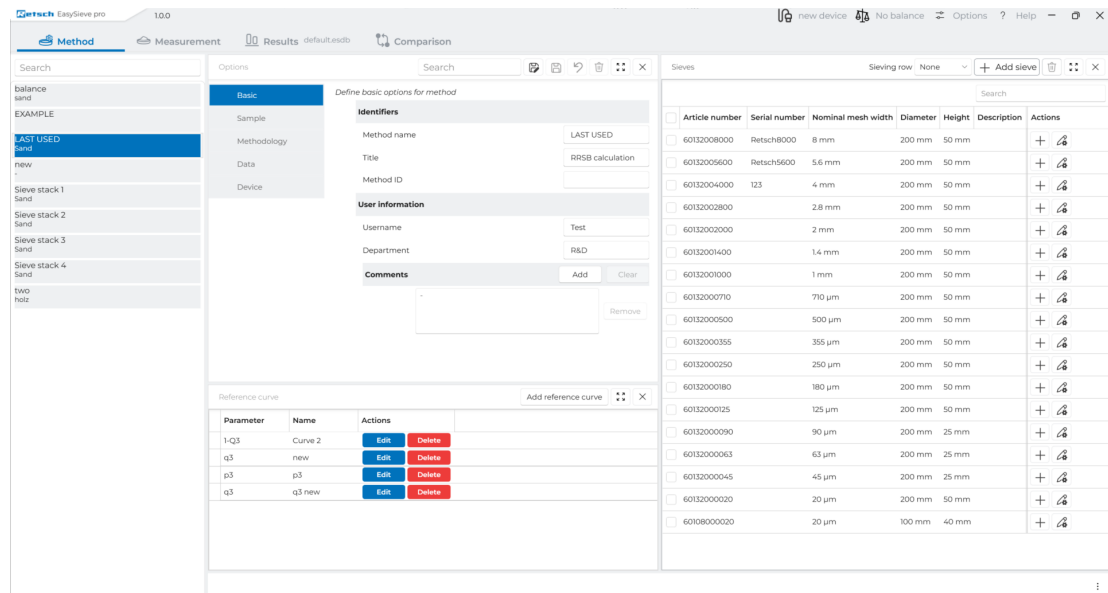 Retsch EasySieve pro 1.0.0 new device No balance Options ? Help
Method Measurement Results default.esdb Comparison
Search
balance
sand
EXAMPLE
LAST USED
Sand
new
-
Sieve stack 1
Sand
Sieve stack 2
Sand
Sieve stack 3
Sand
Sieve stack 4
Sand
two
holz
Options Search
Basic
Sample
Methodology
Data
Device
Define basic options for method
Identifiers
Method name LAST USED
Title RRSB calculation
Method ID
User information
Username Test
Department R&D
Comments Add Clear
-
Remove
Reference curve Add reference curve
Parameter Name Actions
1-Q3 Curve 2 Edit Delete
q3 new Edit Delete
p3 p3 Edit Delete
q3 q3 new Edit Delete
Sieves Sieving row None Add sieve
Search
Article number Serial number Nominal mesh width Diameter Height Description Actions
60132008000 Retsch8000 8 mm 200 mm 50 mm
60132005600 Retsch5600 5.6 mm 200 mm 50 mm
60132004000 123 4 mm 200 mm 50 mm
60132002800 2.8 mm 200 mm 50 mm
60132002000 2 mm 200 mm 50 mm
60132001400 1.4 mm 200 mm 50 mm
60132001000 1 mm 200 mm 50 mm
60132000710 710 µm 200 mm 50 mm
60132000500 500 µm 200 mm 50 mm
60132000355 355 µm 200 mm 50 mm
60132000250 250 µm 200 mm 50 mm
60132000180 180 µm 200 mm 50 mm
60132000125 125 µm 200 mm 50 mm
60132000090 90 µm 200 mm 25 mm
60132000063 63 µm 200 mm 25 mm
60132000045 45 µm 200 mm 25 mm
60132000020 20 µm 200 mm 50 mm
60108000020 20 µm 100 mm 40 mm